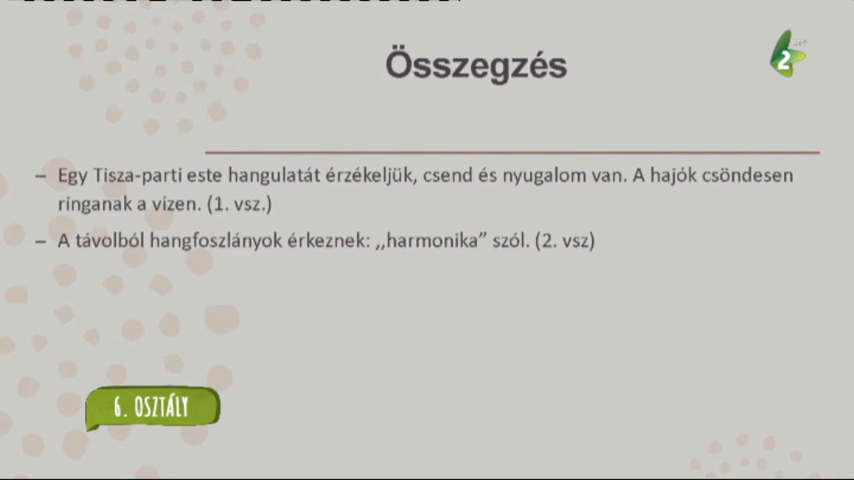 Összegzés
2
– Egy Tisza-parti este hangulatát érzékeljük, csend és nyugalom van. A hajók csöndesen
ringanak a vízen. (1. vsz.)
– A távolból hangfoszlányok érkeznek: ,,harmonika” szól. (2. vsz)
6. OSZTÁLY